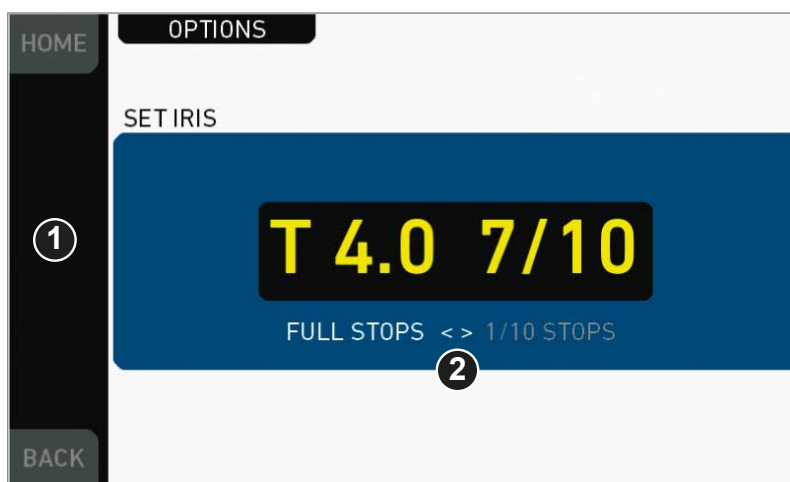 HOME
OPTIONS
SET IRIS
1
T 4.0 7/10
FULL STOPS < > 1/10 STOPS
2
BACK